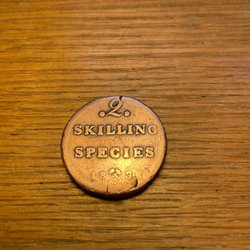 .2.
SKILLING
SPECIES